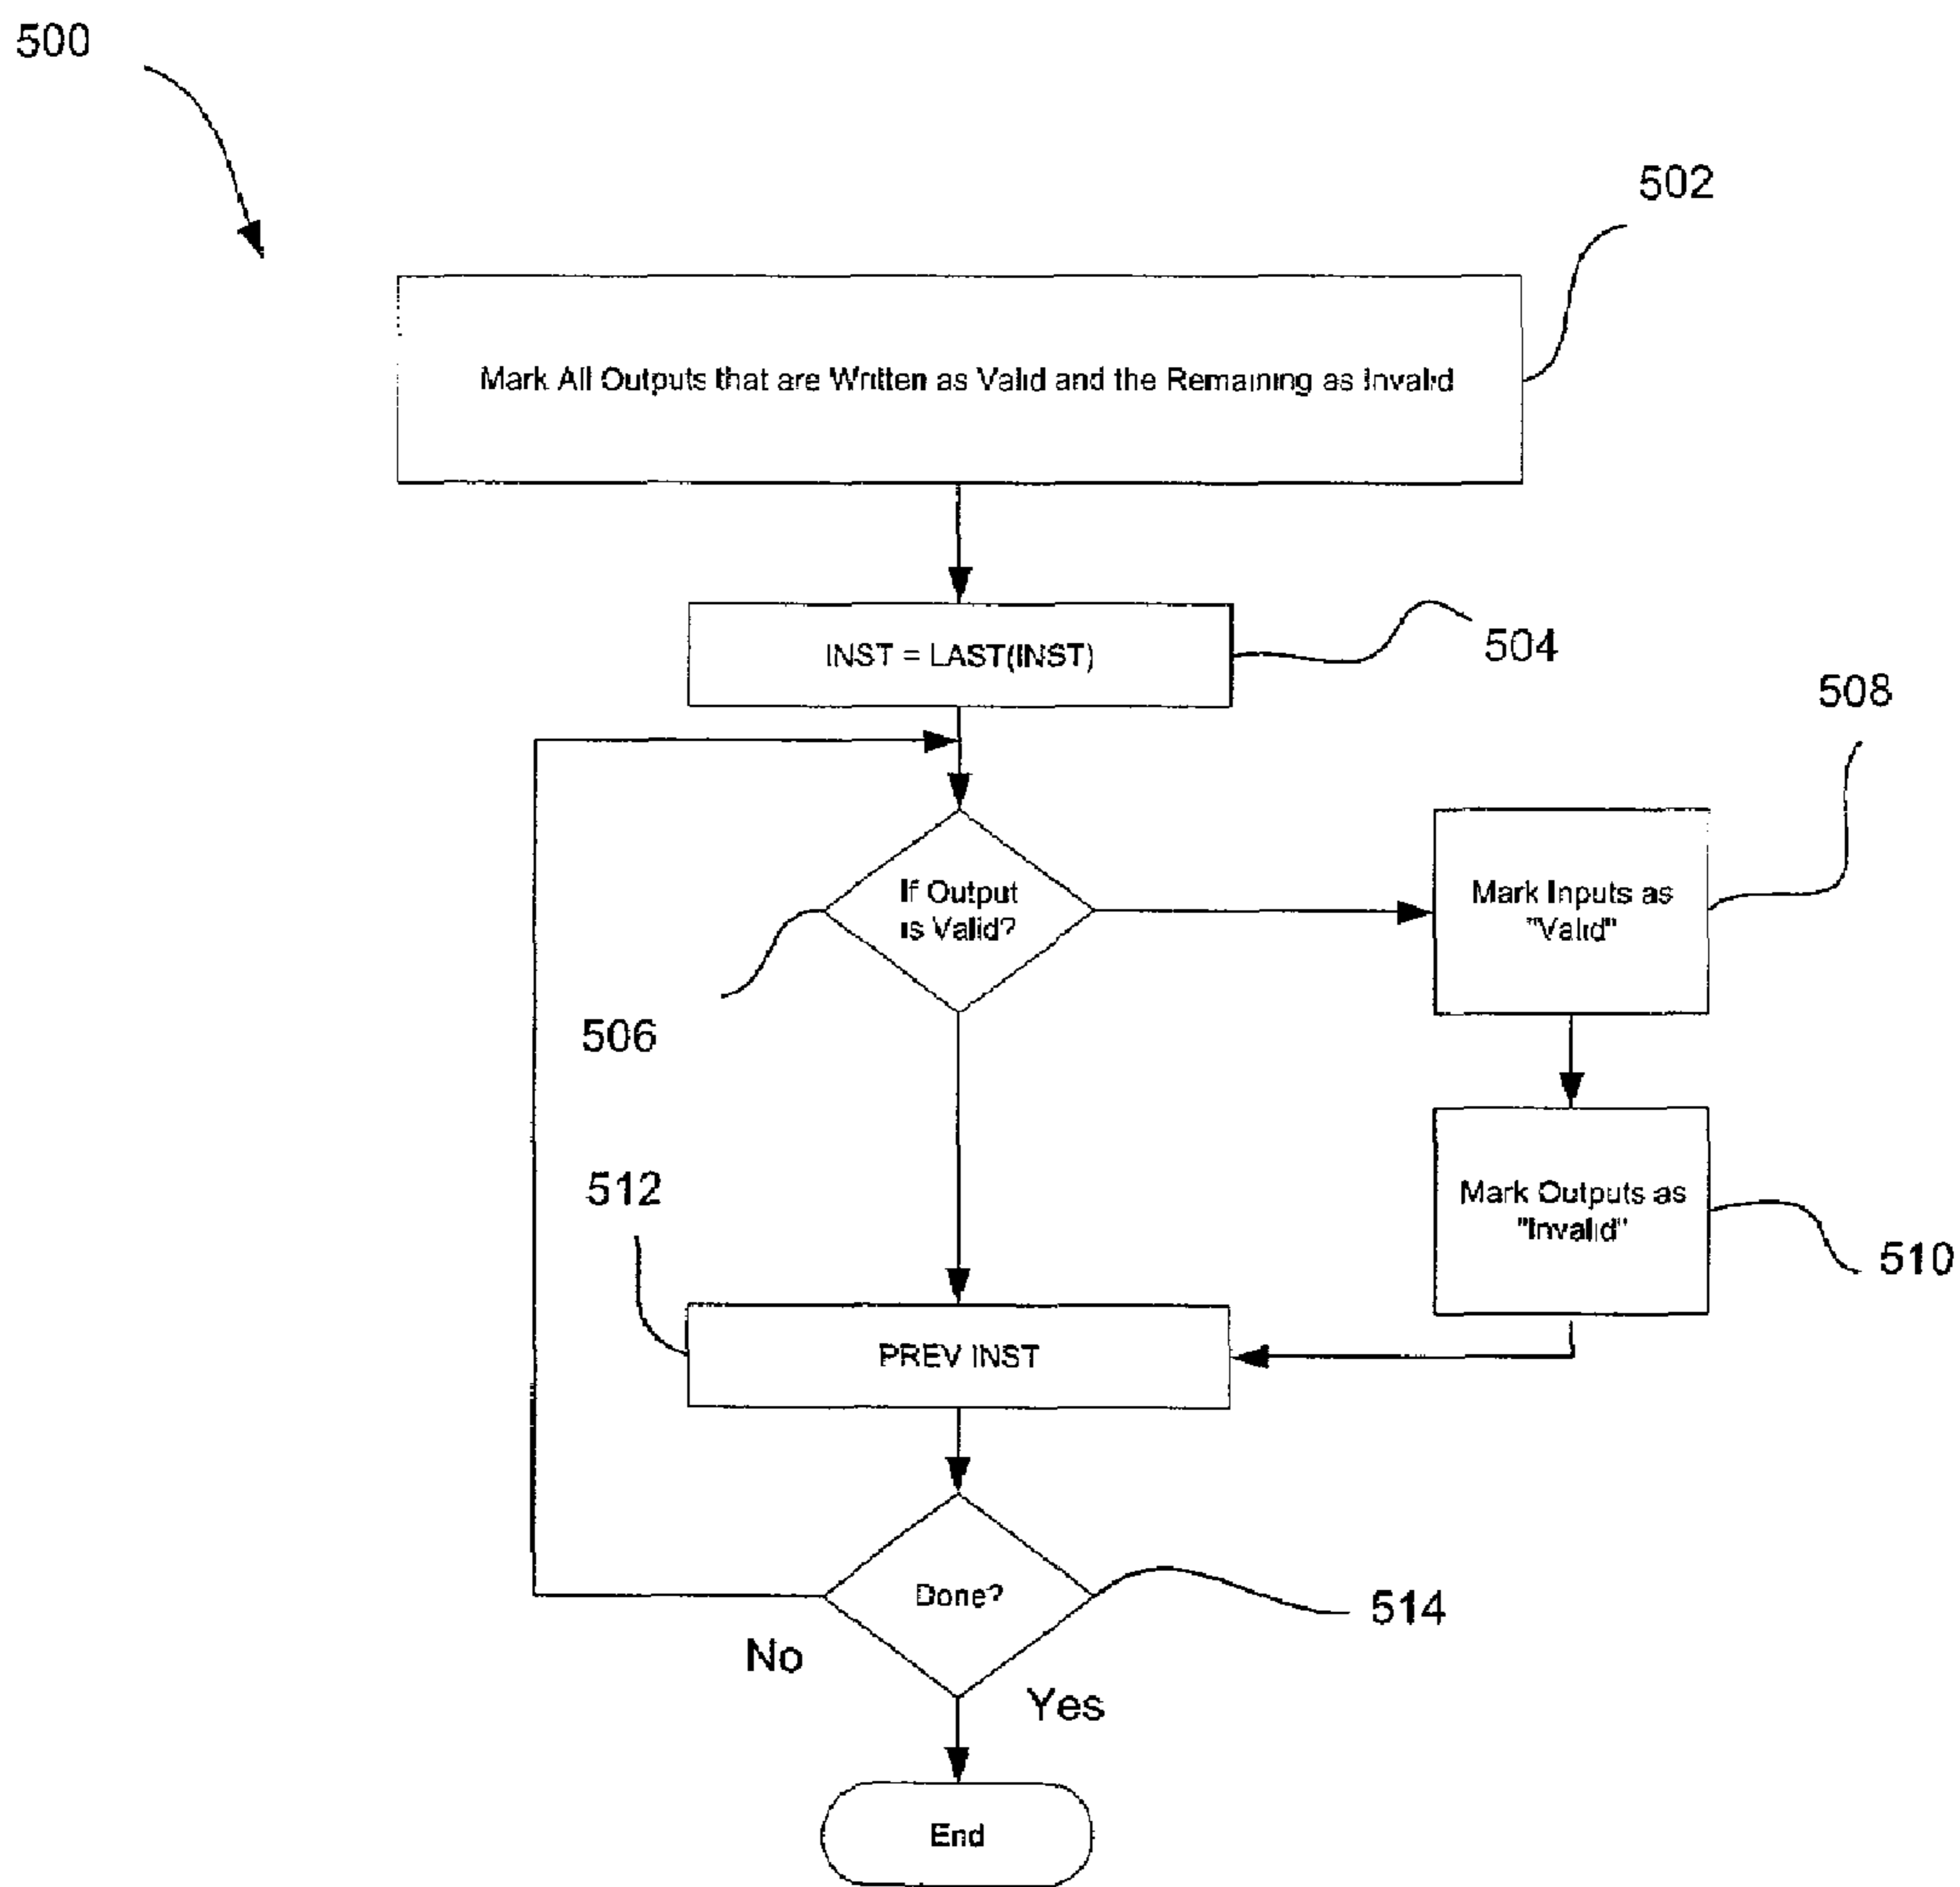 500
502
Mark All Outputs that are Written as Valid and the Remaining as Invalid
INST = LAST(INST)
504
508
If Output
is Valid?
Mark Inputs as
"Valid"
506
512
Mark Outputs as
"Invalid"
510
PREV INST
Done?
514
No
Yes
End